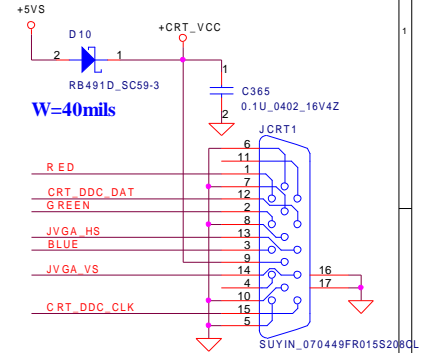 +5VS
D10
+CRT_VCC
1
2
1
1
RB491D_SC59-3
C365
0.1U_0402_16V4Z
W=40mils
2
JCRT1
6
11
RED
1
7
CRT_DDC_DAT
12
GREEN
2
8
JVGA_HS
13
BLUE
3
9
JVGA_VS
14
16
4
17
10
CRT_DDC_CLK
15
5
SUYIN_070449FR015S208CL